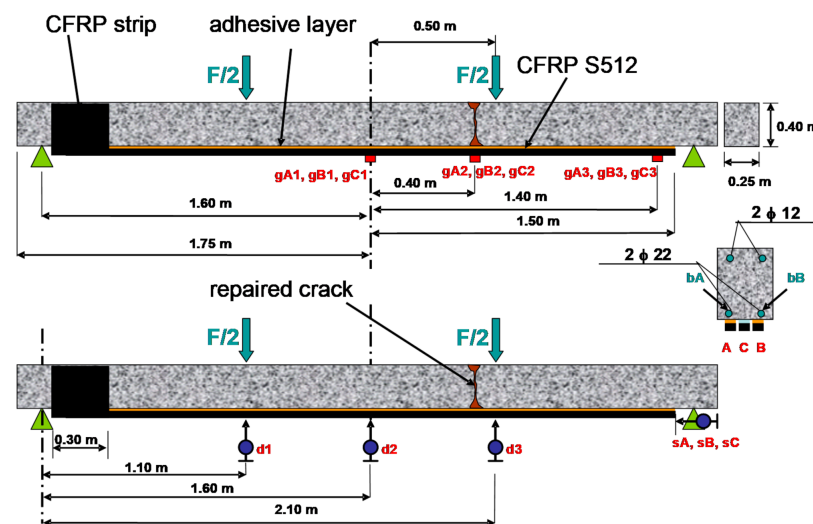 CFRP strip
adhesive layer
0.50 m
F/2
F/2
CFRP S512
0.40 m
gA1, gB1, gC1
gA2, gB2, gC2
gA3, gB3, gC3
0.25 m
0.40 m
1.60 m
1.40 m
1.50 m
1.75 m
2 ϕ 12
2 ϕ 22
bA
bB
repaired crack
A C B
F/2
F/2
sA, sB, sC
0.30 m
d1
d2
d3
1.10 m
1.60 m
2.10 m